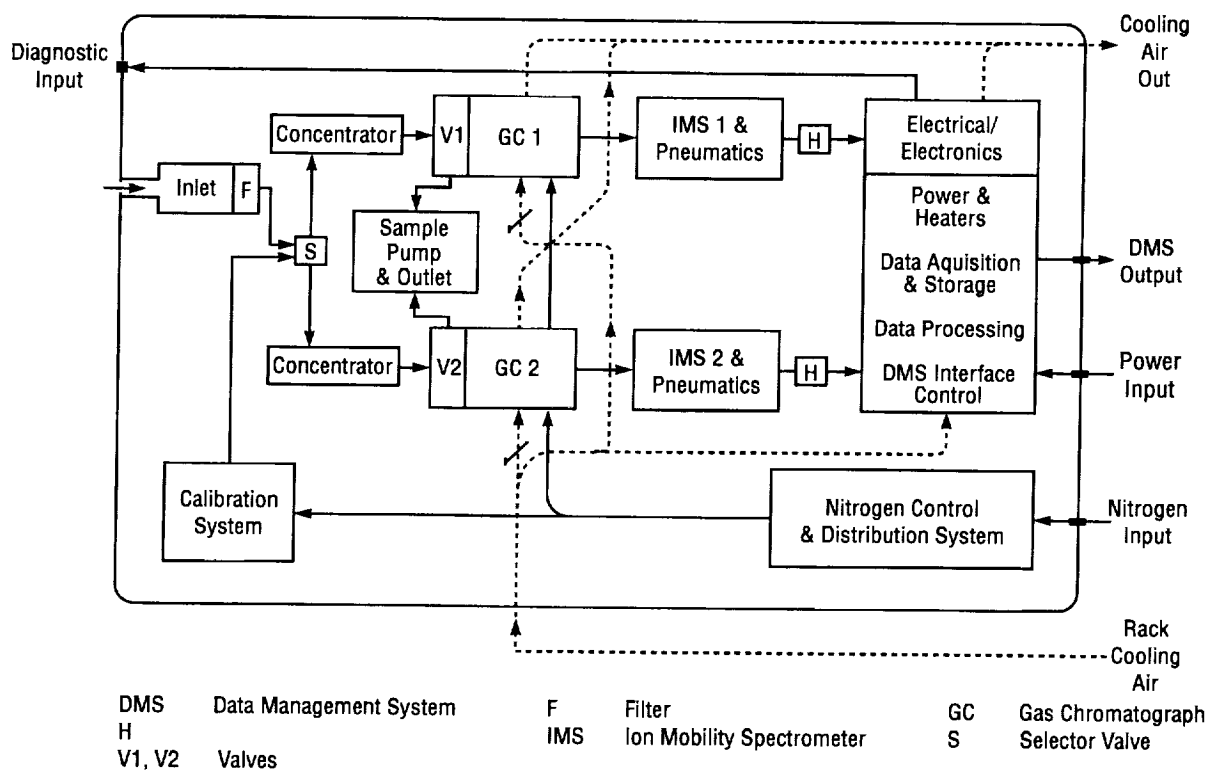 Cooling
Air
Out
Diagnostic
Input
Concentrator
V1
GC 1
IMS 1 &
Pneumatics
H
Electrical/
Electronics
Inlet
F
S
Sample
Pump
& Outlet
Power &
Heaters
Data Aquisition
& Storage
Data Processing
DMS Interface
Control
DMS
Output
Concentrator
V2
GC 2
IMS 2 &
Pneumatics
H
Power
Input
Calibration
System
Nitrogen Control
& Distribution System
Nitrogen
Input
Rack
Cooling
Air
DMS Data Management System
H
V1, V2 Valves
F Filter
IMS Ion Mobility Spectrometer
GC Gas Chromatograph
S Selector Valve